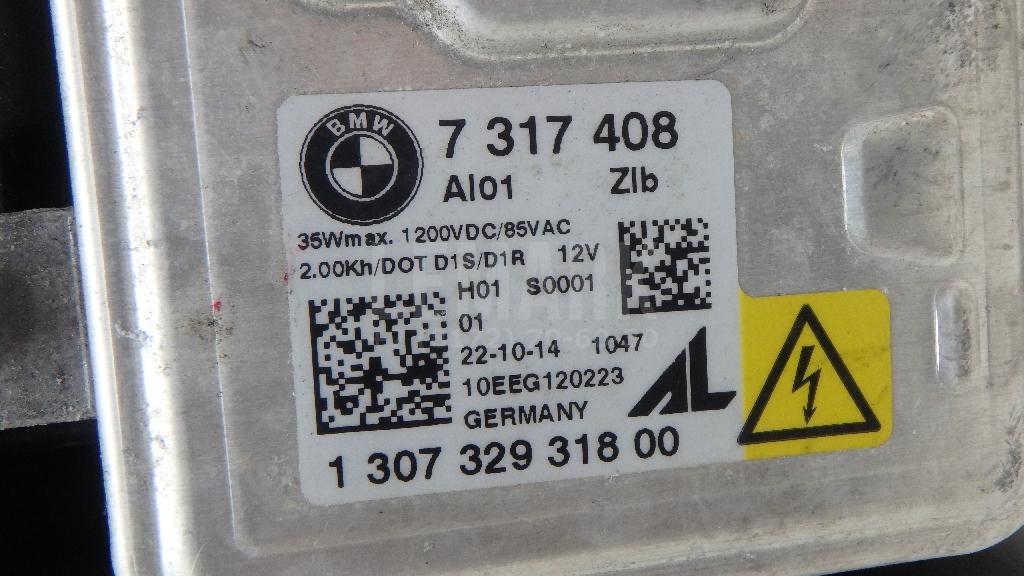 BMW
7 317 408
AI01 ZIb
35Wmax. 1200VDC/85VAC
2.00Kh/DOT D1S/D1R 12V
H01 S0001
01
22-10-14 1047
10EEG120223
GERMANY
AL
1 307 329 318 00